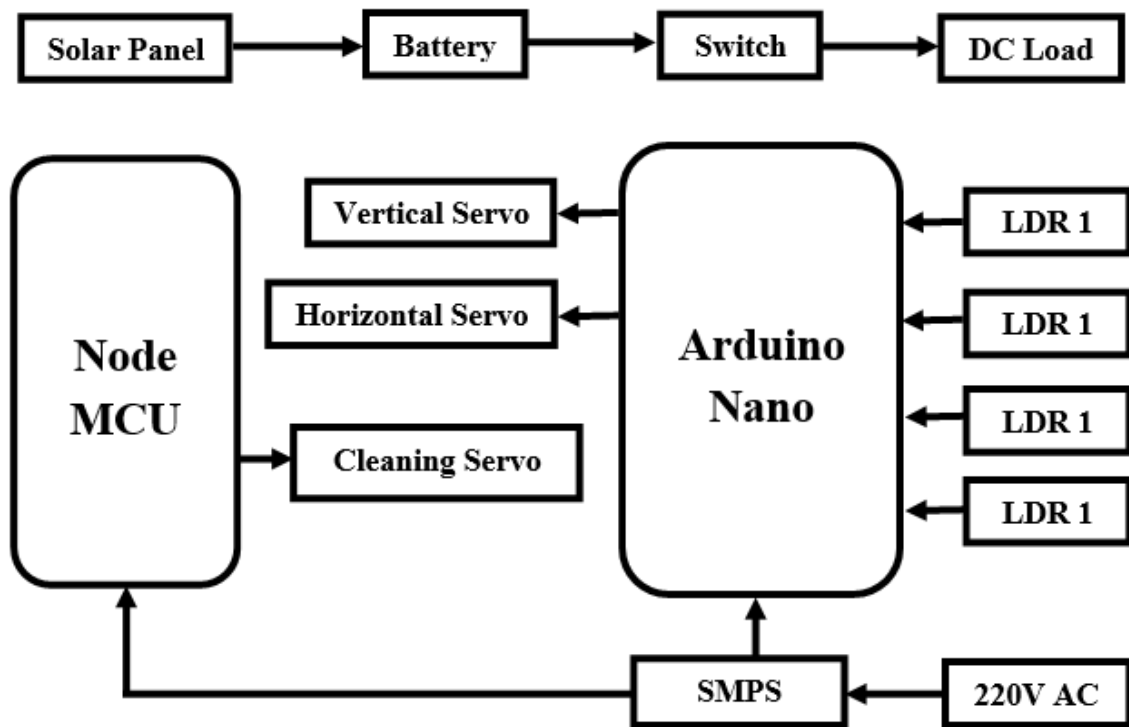 Solar Panel
Battery
Switch
DC Load
Node
MCU
Vertical Servo
Horizontal Servo
Cleaning Servo
Arduino
Nano
LDR 1
LDR 1
LDR 1
LDR 1
SMPS
220V AC